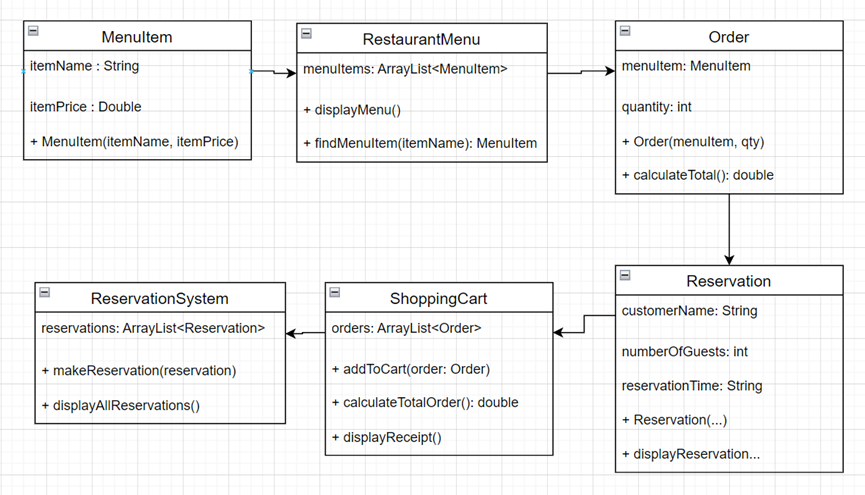 MenuItem
itemName : String
itemPrice : Double
+ MenuItem(itemName, itemPrice)
RestaurantMenu
menuItems: ArrayList<MenuItem>
+ displayMenu()
+ findMenuItem(itemName): MenuItem
Order
menuItem: MenuItem
quantity: int
+ Order(menuItem, qty)
+ calculateTotal(): double
ReservationSystem
reservations: ArrayList<Reservation>
+ makeReservation(reservation)
+ displayAllReservations()
ShoppingCart
orders: ArrayList<Order>
+ addToCart(order: Order)
+ calculateTotalOrder(): double
+ displayReceipt()
Reservation
customerName: String
numberOfGuests: int
reservationTime: String
+ Reservation(...)
+ displayReservation...